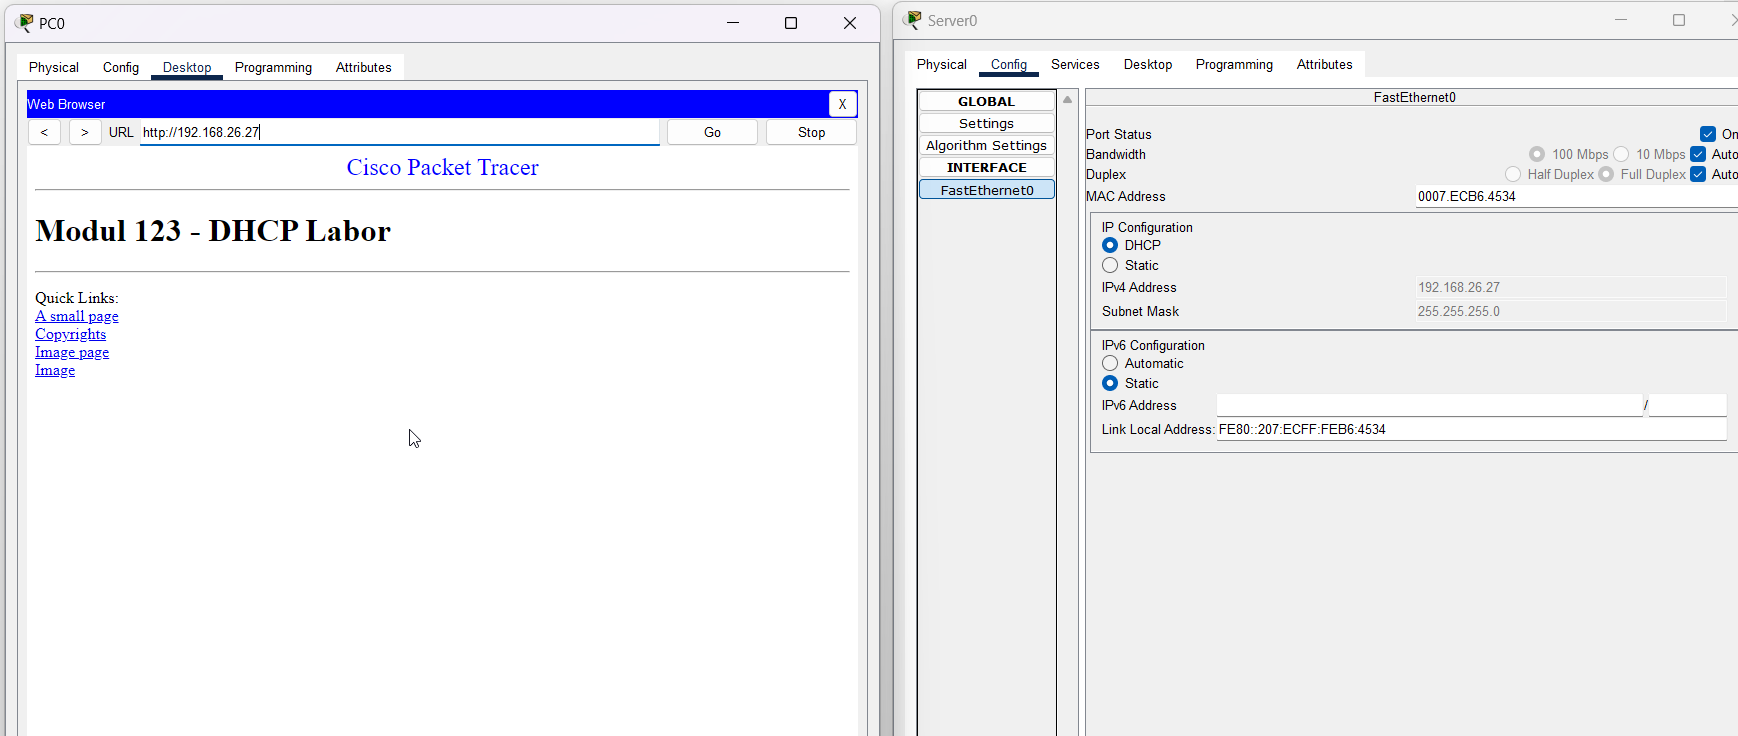 PC0
Physical Config Desktop Programming Attributes
Web Browser X
< > URL http://192.168.26.27 Go Stop
Cisco Packet Tracer
Modul 123 - DHCP Labor
Quick Links:
A small page
Copyrights
Image page
Image
Server0
Physical Config Services Desktop Programming Attributes
GLOBAL
Settings
Algorithm Settings
INTERFACE
FastEthernet0
FastEthernet0
Port Status On
Bandwidth 100 Mbps 10 Mbps Auto
Duplex Half Duplex Full Duplex Auto
MAC Address 0007.ECB6.4534
IP Configuration
DHCP
Static
IPv4 Address 192.168.26.27
Subnet Mask 255.255.255.0
IPv6 Configuration
Automatic
Static
IPv6 Address /
Link Local Address: FE80::207:ECFF:FEB6:4534